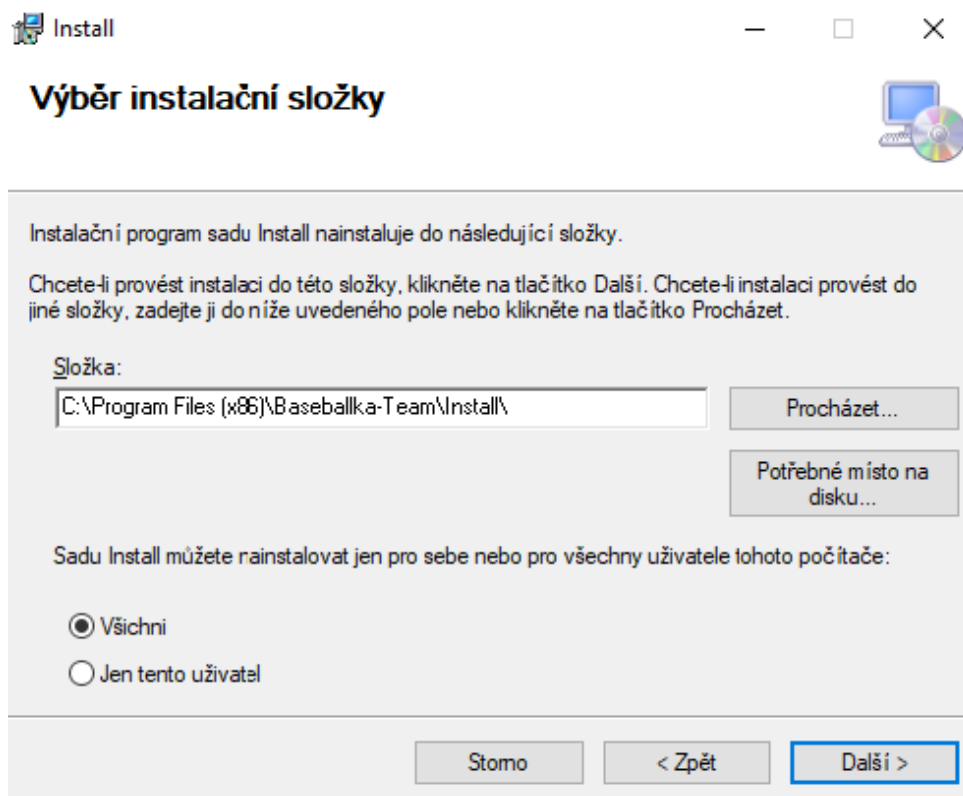 Install
Výběr instalační složky
Instalační program sadu Install nainstaluje do následující složky.
Chcete-li provést instalaci do této složky, klikněte na tlačítko Další. Chcete-li instalaci provést do
jiné složky, zadejte ji do níže uvedeného pole nebo klikněte na tlačítko Procházet.
Složka:
C:\Program Files (x86)\Baseballka-Team\Install\
Procházet...
Potřebné místo na
disku...
Sadu Install můžete nainstalovat jen pro sebe nebo pro všechny uživatele tohoto počítače:
Všichni
Jen tento uživatel
Storno
< Zpět
Další >